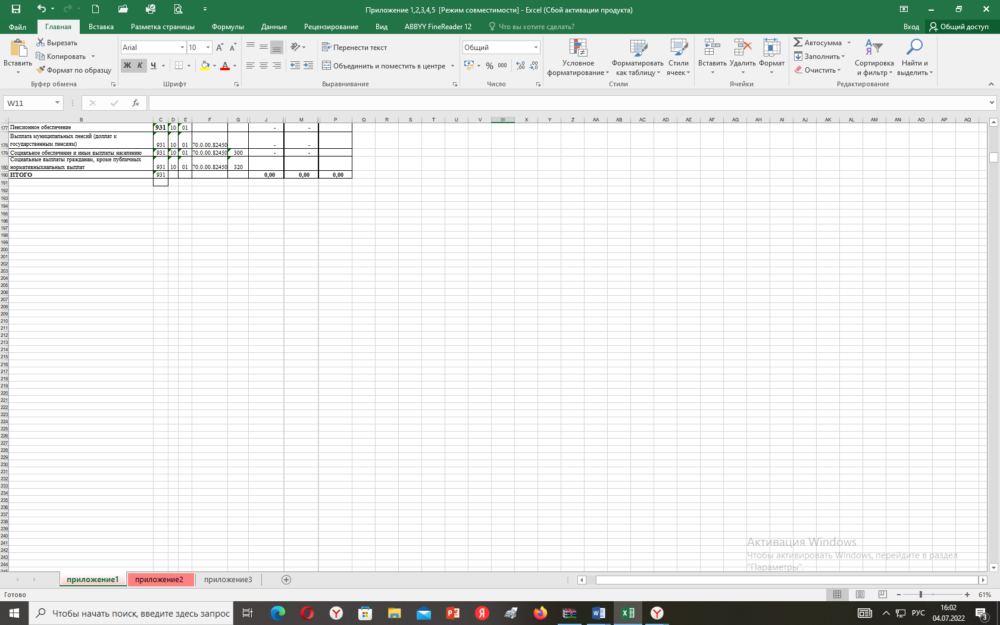 Приложение 1,2,3,4,5  [Режим совместимости] - Excel (Сбой активации продукта)
Файл Главная Вставка Разметка страницы Формулы Данные Рецензирование Вид ABBYY FineReader 12 Что вы хотите сделать? Вход Общий доступ
Вставить
Вырезать
Копировать
Формат по образцу
Буфер обмена
Arial 10
Ж К Ч
Шрифт
Перенести текст
Объединить и поместить в центре
Выравнивание
Общий
% 000
Число
Условное форматирование
Форматировать как таблицу
Стили ячеек
Стили
Вставить Удалить Формат
Ячейки
Автосумма
Заполнить
Очистить
Сортировка и фильтр
Найти и выделить
Редактирование
W11 fx
B C D E F G J M P Q R S T U V W X Y Z AA AB AC AD AE AF AG AH AI AJ AK AL AM AN AO AP AQ
177 Пенсионное обеспечение 931 10 01 - -
178 Выплата муниципальных пенсий (доплат к государственным пенсиям) 931 10 01 70.0.00.82450 - -
179 Социальное обеспечение и иные выплаты населению 931 10 01 70.0.00.82450 300 - -
180 Социальные выплаты гражданам, кроме публичных нормативныхиальных выплат 931 10 01 70.0.00.82450 320
190 ИТОГО 931 0,00 0,00 0,00
191
192
193
194
195
196
197
198
199
200
201
202
203
204
205
206
207
208
209
210
211
212
213
214
215
216
217
218
219
220
221
222
223
224
225
226
227
228
229
230
231
232
233
234
235
236
237
238
239
240
241
242
243
244
245
Активация Windows
Чтобы активировать Windows, перейдите в раздел
"Параметры".
приложение1 приложение2 приложение3
Готово 61%
Чтобы начать поиск, введите здесь запрос
РУС
16:02
04.07.2022
3